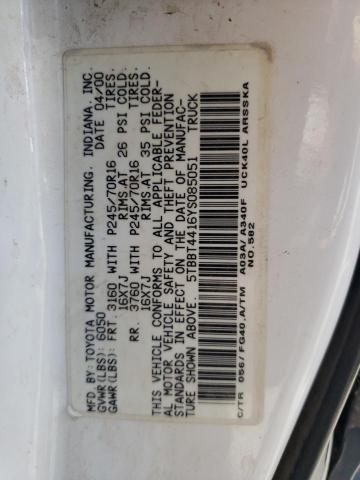 MFD. BY: TOYOTA MOTOR MANUFACTURING, INDIANA, INC.
GVWR(LBS): 6050 DATE 04/00
GAWR(LBS): FRT. 3160 WITH P245/70R16 TIRES.
16X7J RIMS.AT 26 PSI COLD.
RR. 3760 WITH P245/70R16 TIRES.
16X7J RIMS.AT 35 PSI COLD.
THIS VEHICLE CONFORMS TO ALL APPLICABLE FEDER-
AL MOTOR VEHICLE SAFETY AND THEFT PREVENTION
STANDARDS IN EFFECT ON THE DATE OF MANUFAC-
TURE SHOWN ABOVE. 5TBBT4416YS085051 TRUCK
C/TR 056/FG40.A/TM A03A/A340F UCK40L ARSSKA
NO.582